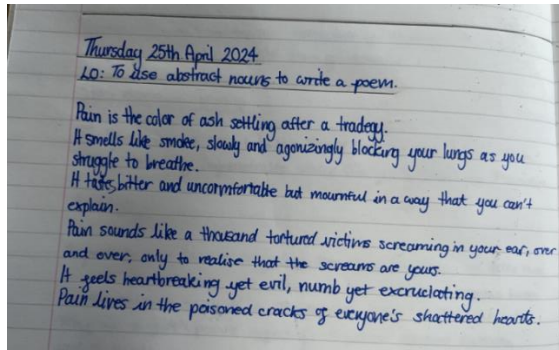 Thursday 25th April 2024
LO: To use abstract nouns to write a poem.
Pain is the color of ash settling after a tradegy.
It smells like smoke, slowly and agonizingly blocking your lungs as you
struggle to breathe.
It tastes bitter and uncomfortable but mournful in a way that you can't
explain.
Pain sounds like a thousand tortured victims screaming in your ear, over
and over, only to realise that the screams are yours.
It feels heartbreaking yet evil, numb yet excruciating.
Pain lives in the poisoned cracks of everyone's shattered hearts.